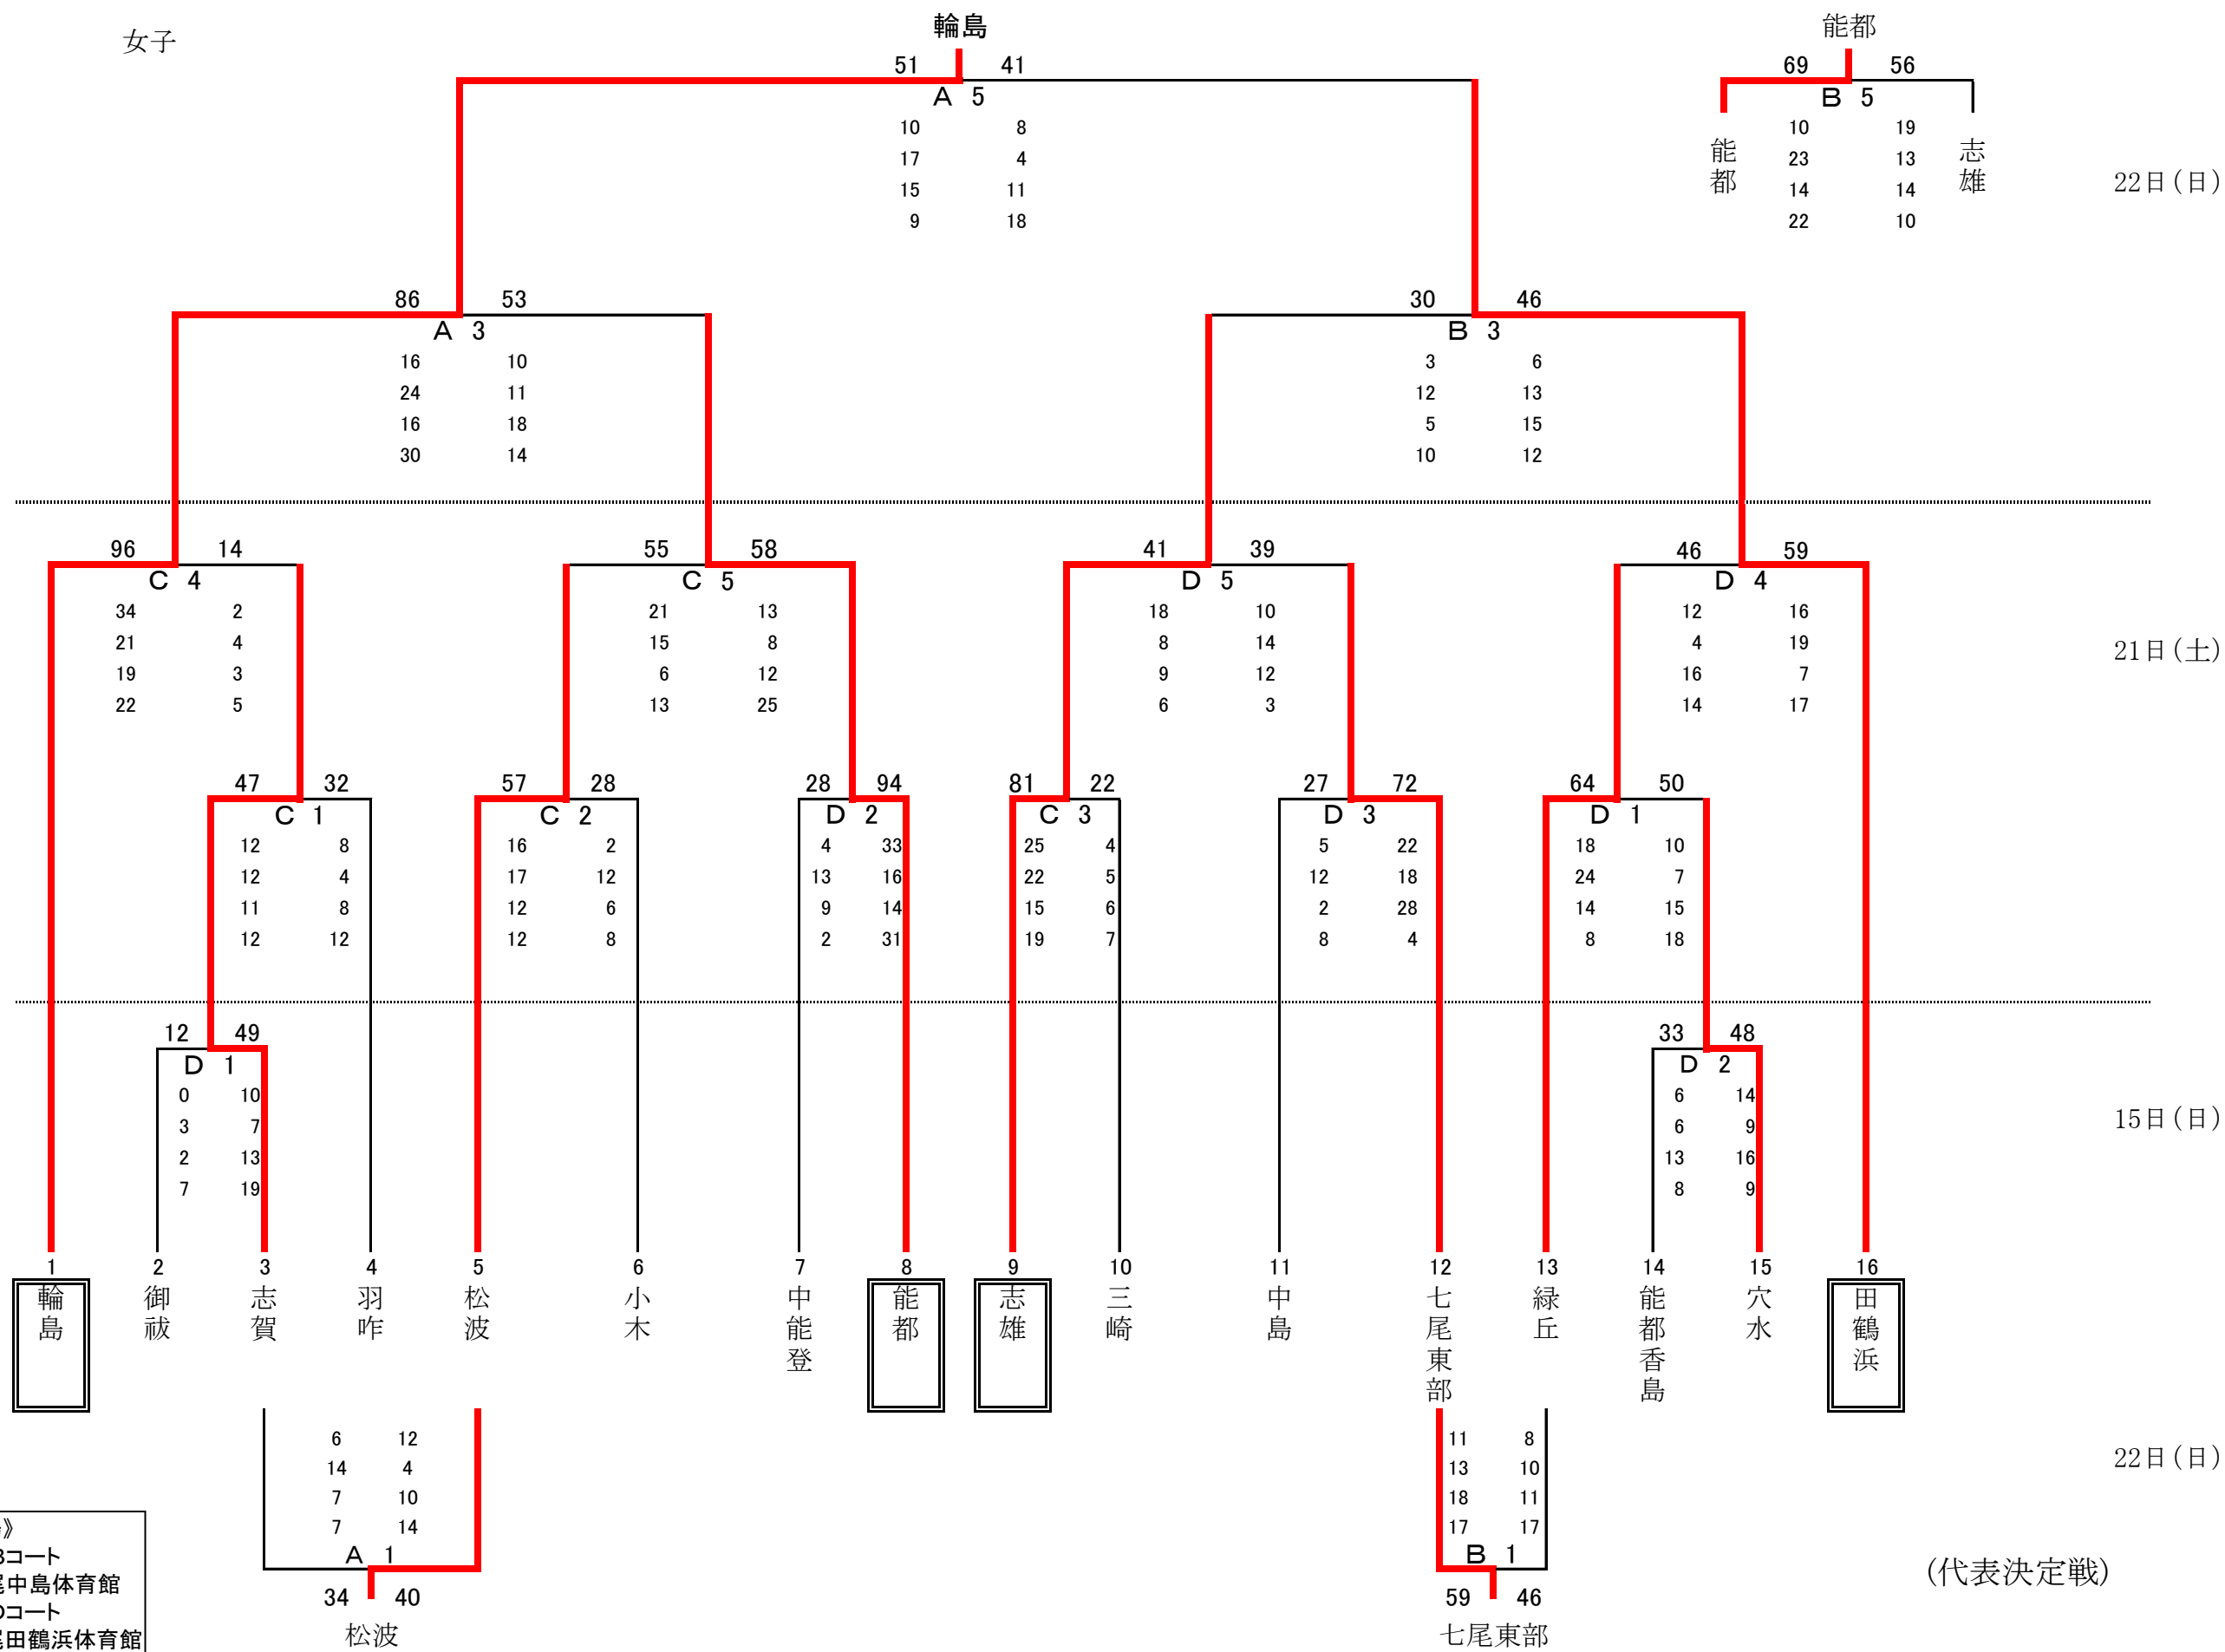 女子
輪島
能都
51 41
69 56
A 5
B 5
10 8
10 19
17 4
23 13
15 11
14 14
9 18
22 10
能都
志雄
22日(日)
86 53
30 46
A 3
B 3
16 10
3 6
24 11
12 13
16 18
5 15
30 14
10 12
96 14
55 58
41 39
46 59
C 4
C 5
D 5
D 4
34 2
21 13
18 10
12 16
21 4
15 8
8 14
4 19
19 3
6 12
9 12
16 7
22 5
13 25
6 3
14 17
21日(土)
47 32
57 28
28 94
81 22
27 72
64 50
C 1
C 2
D 2
C 3
D 3
D 1
12 8
16 2
4 33
25 4
5 22
18 10
12 4
17 12
13 16
22 5
12 18
24 7
11 8
12 6
9 14
15 6
2 28
14 15
12 12
12 8
2 31
19 7
8 4
8 18
12 49
33 48
D 1
D 2
0 10
6 14
3 7
6 9
2 13
13 16
7 19
8 9
15日(日)
1 2 3 4 5 6 7 8 9 10 11 12 13 14 15 16
輪島
御祓
志賀
羽咋
松波
小木
中能登
能都
志雄
三崎
中島
七尾東部
緑丘
能都香島
穴水
田鶴浜
6 12
11 8
14 4
13 10
7 10
18 11
7 14
17 17
A 1
B 1
34 40
59 46
松波
七尾東部
22日(日)
(代表決定戦)
》
コート
中島体育館
コート
田鶴浜体育館